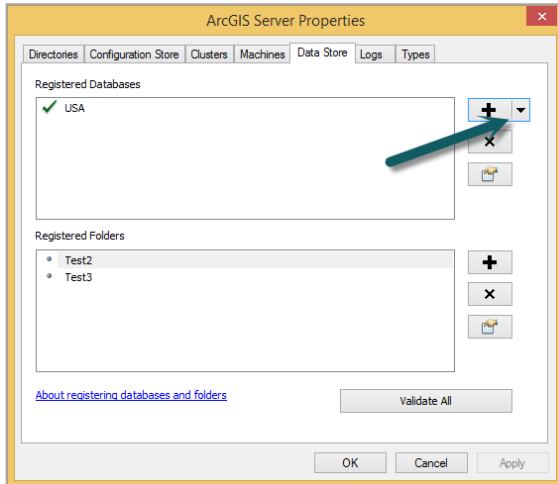 ArcGIS Server Properties
Directories Configuration Store Clusters Machines Data Store Logs Types
Registered Databases
USA
Registered Folders
Test2
Test3
About registering databases and folders
Validate All
OK Cancel Apply